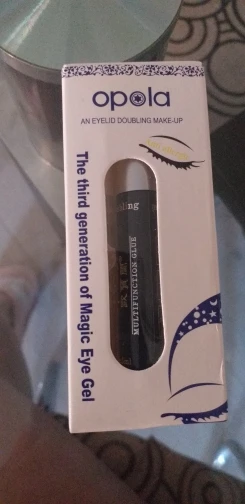 opola
AN EYELID DOUBLING MAKE-UP
The third generation of Magic Eye Gel
MULTIFUNCTION GLUE